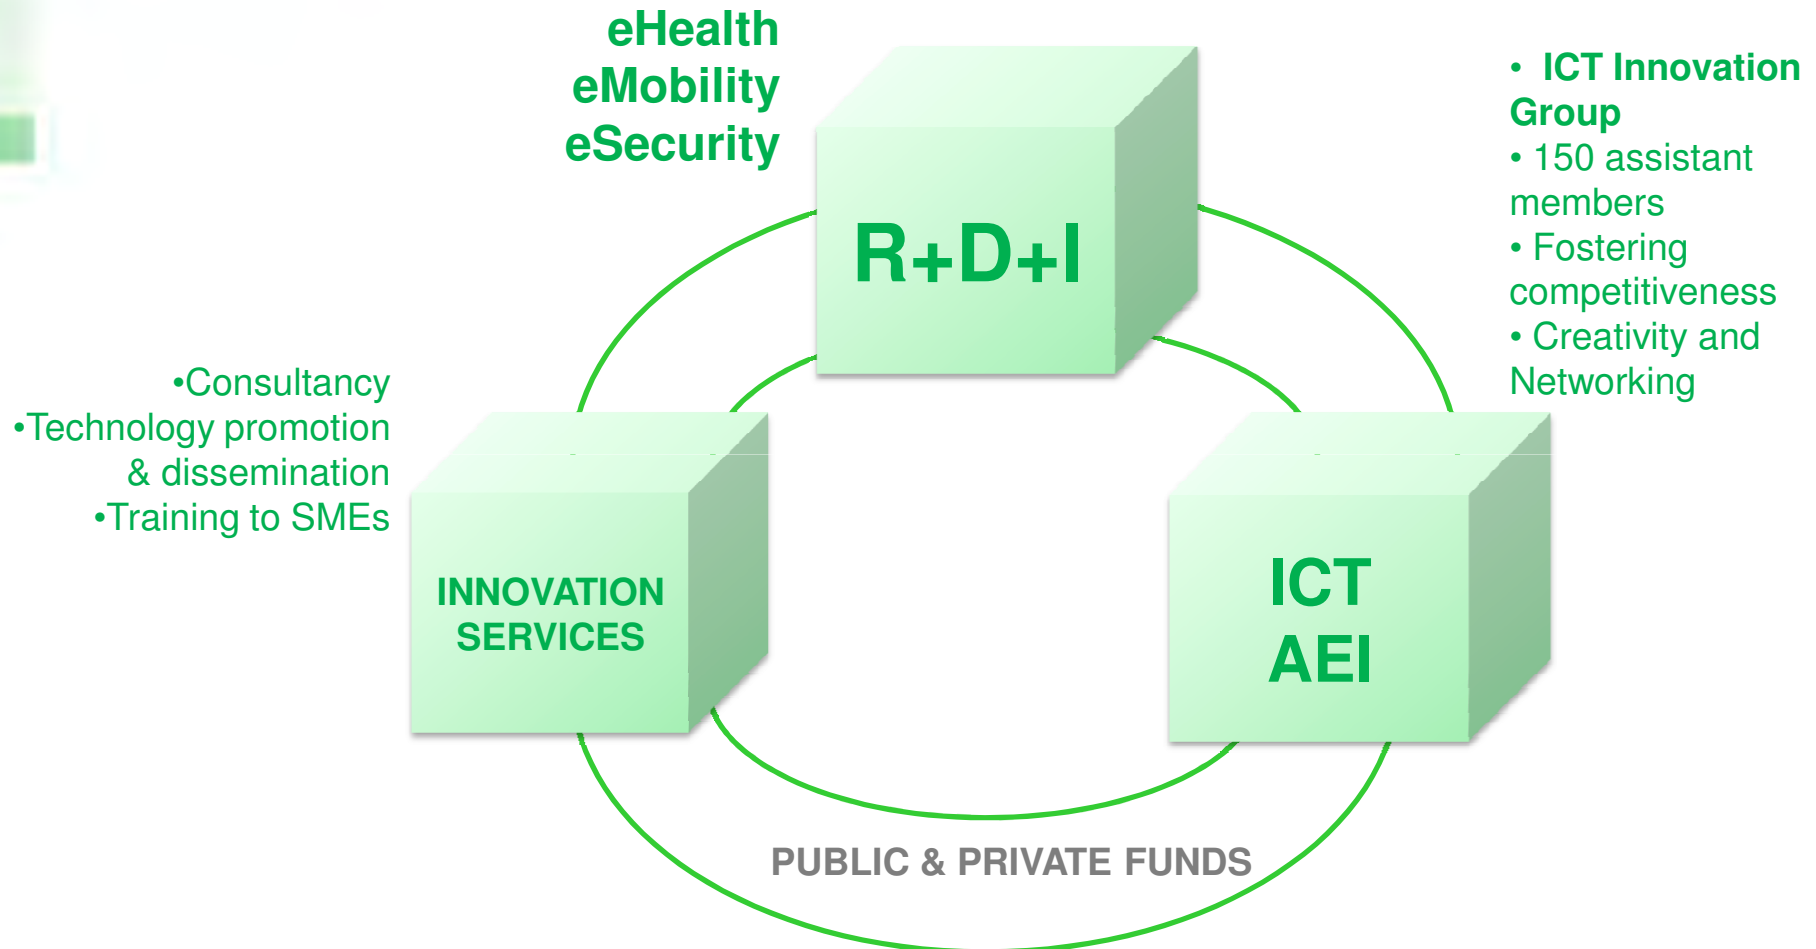 eHealth
eMobility
eSecurity
R+D+I
• ICT Innovation
Group
• 150 assistant
members
• Fostering
competitiveness
• Creativity and
Networking
•Consultancy
•Technology promotion
& dissemination
•Training to SMEs
INNOVATION
SERVICES
ICT
AEI
PUBLIC & PRIVATE FUNDS